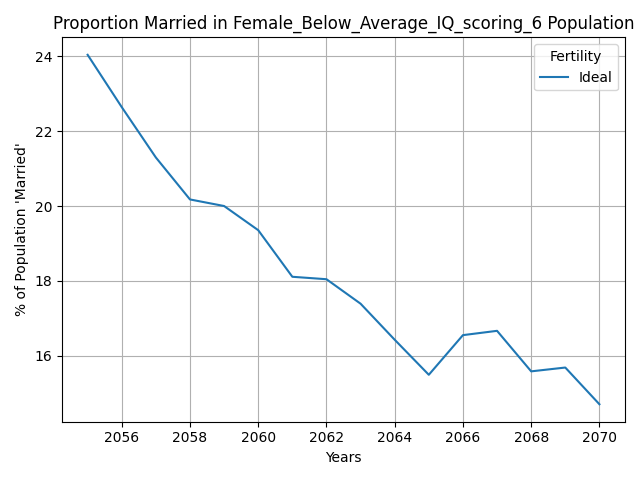 Proportion Married in Female_Below_Average_IQ_scoring_6 Population
Fertility
Ideal
% of Population 'Married'
24
22
20
18
16
2056 2058 2060 2062 2064 2066 2068 2070
Years